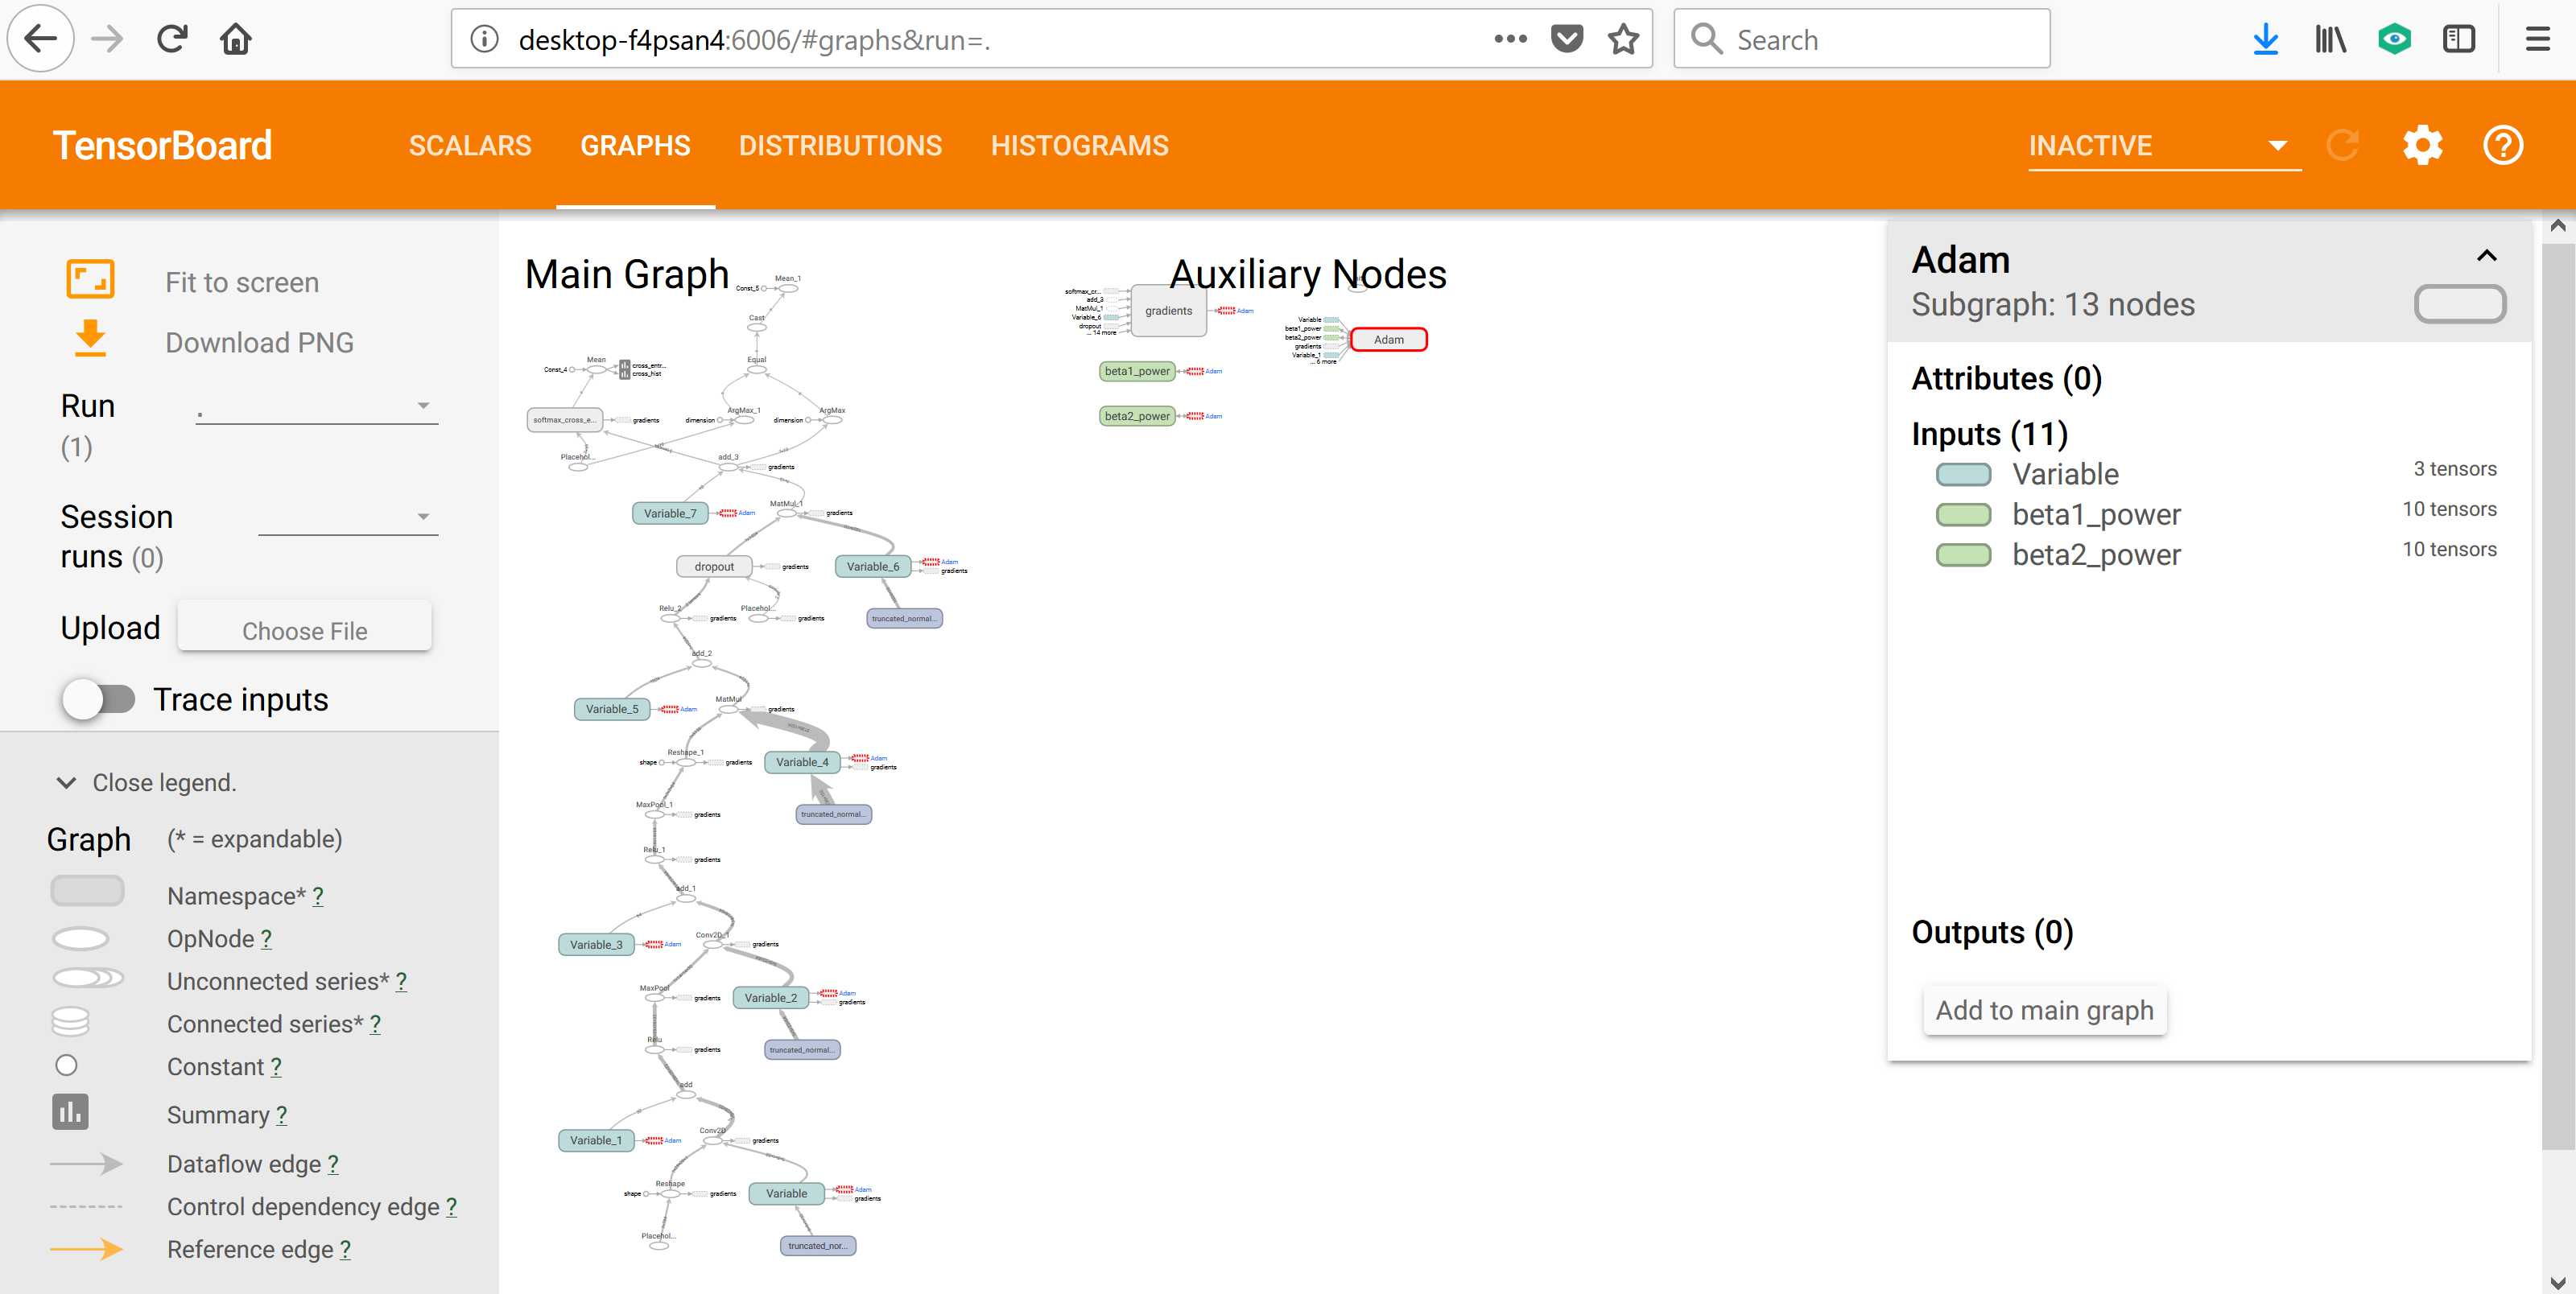 desktop-f4psan4:6006/#graphs&run=.
Search
TensorBoard
SCALARS
GRAPHS
DISTRIBUTIONS
HISTOGRAMS
INACTIVE
Fit to screen
Download PNG
Run
(1)
.
Session
runs (0)
Upload
Choose File
Trace inputs
Close legend.
Graph
(* = expandable)
Namespace* ?
OpNode ?
Unconnected series* ?
Connected series* ?
Constant ?
Summary ?
Dataflow edge ?
Control dependency edge ?
Reference edge ?
Main Graph
Mean_1
Const_5
Cast
Equal
Mean
Const_4
cross_entr...
cross_hist
softmax_cross_e...
gradients
ArgMax_1
dimension
ArgMax
dimension
Placehol...
add_3
gradients
Variable_7
Adam
MatMul_1
gradients
dropout
gradients
Variable_6
Adam
gradients
Relu_2
gradients
Placehol...
gradients
truncated_normal...
add_2
Variable_5
Adam
MatMul
gradients
Reshape_1
shape
gradients
Variable_4
Adam
gradients
MaxPool_1
gradients
truncated_normal...
Relu_1
gradients
add_1
Variable_3
Adam
Conv2D_1
gradients
MaxPool
gradients
Variable_2
Adam
gradients
Relu
gradients
truncated_normal...
add
Variable_1
Adam
Conv2D
gradients
Reshape
shape
gradients
Variable
Adam
gradients
Placehol...
truncated_nor...
Auxiliary Nodes
softmax_cr...
add_3
MatMul_1
Variable_6
dropout
... 14 more
gradients
Adam
beta1_power
Adam
beta2_power
Adam
Variable
beta1_power
beta2_power
gradients
Variable_1
... 6 more
Adam
Adam
Subgraph: 13 nodes
Attributes (0)
Inputs (11)
Variable
3 tensors
beta1_power
10 tensors
beta2_power
10 tensors
Outputs (0)
Add to main graph